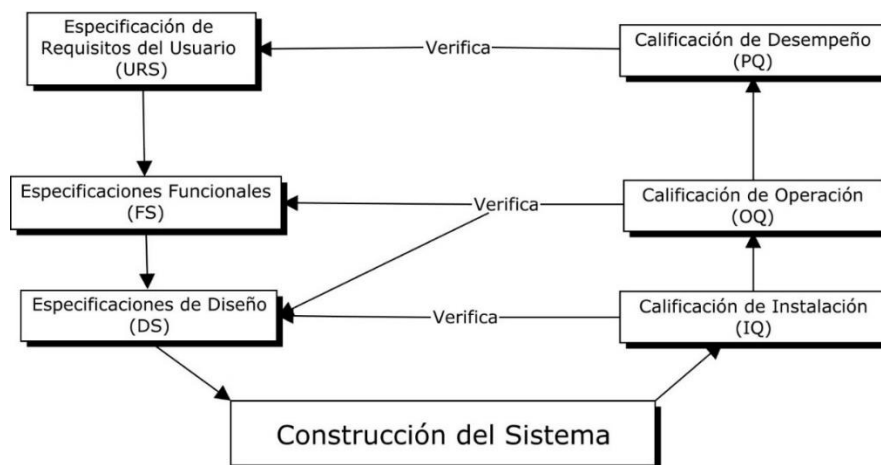 Especificación de
Requisitos del Usuario
(URS)
Verifica
Calificación de Desempeño
(PQ)
Especificaciones Funcionales
(FS)
Verifica
Calificación de Operación
(OQ)
Especificaciones de Diseño
(DS)
Verifica
Calificación de Instalación
(IQ)
Construcción del Sistema